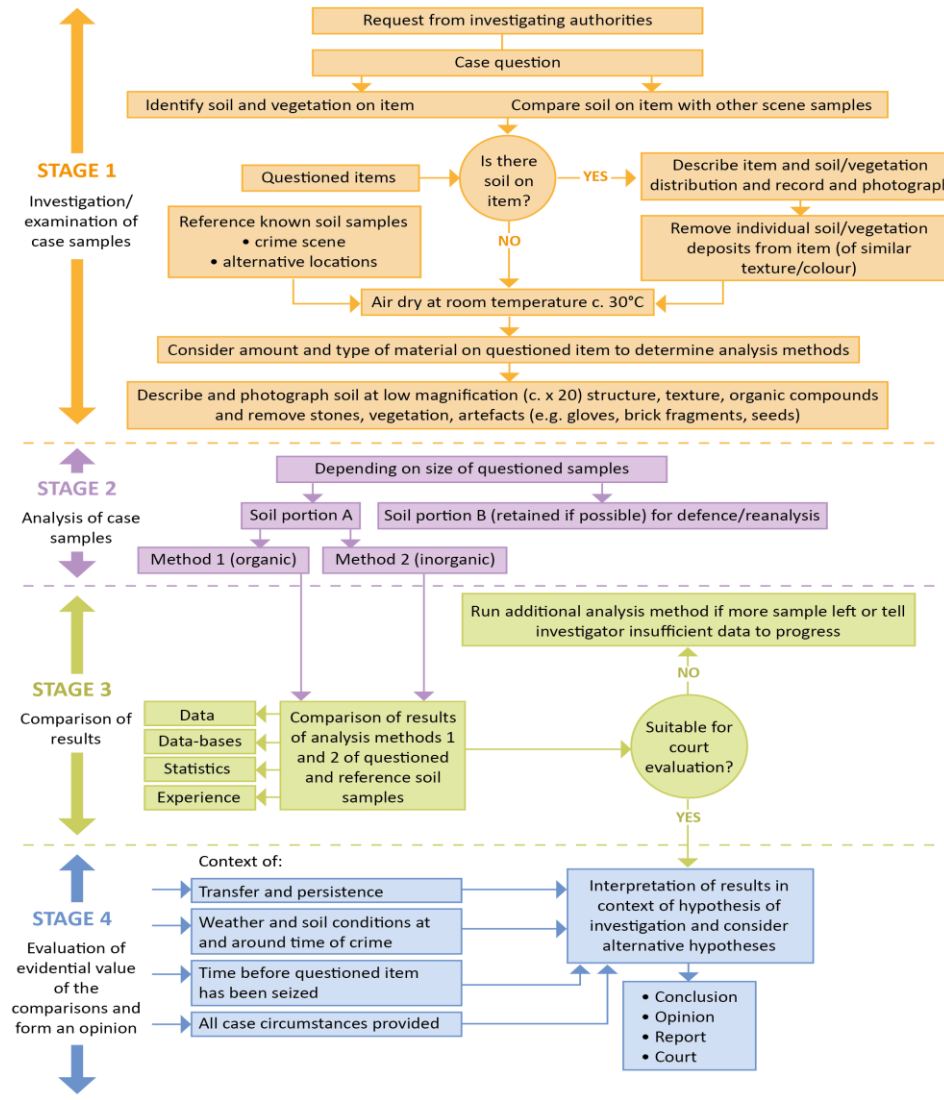 Request from investigating authorities
Case question
Identify soil and vegetation on item
Compare soil on item with other scene samples
STAGE 1
Investigation/
examination of
case samples
Questioned items
Is there
soil on
item?
YES
Describe item and soil/vegetation
distribution and record and photograph
Reference known soil samples
• crime scene
• alternative locations
NO
Remove individual soil/vegetation
deposits from item (of similar
texture/colour)
Air dry at room temperature c. 30°C
Consider amount and type of material on questioned item to determine analysis methods
Describe and photograph soil at low magnification (c. x 20) structure, texture, organic compounds
and remove stones, vegetation, artefacts (e.g. gloves, brick fragments, seeds)
STAGE 2
Analysis of case
samples
Depending on size of questioned samples
Soil portion A
Soil portion B (retained if possible) for defence/reanalysis
Method 1 (organic)
Method 2 (inorganic)
Run additional analysis method if more sample left or tell
investigator insufficient data to progress
NO
STAGE 3
Comparison of
results
Data
Data-bases
Statistics
Experience
Comparison of results
of analysis methods 1
and 2 of questioned
and reference soil
samples
Suitable for
court
evaluation?
YES
STAGE 4
Evaluation of
evidential value
of the
comparisons and
form an opinion
Context of:
Transfer and persistence
Weather and soil conditions at
and around time of crime
Time before questioned item
has been seized
All case circumstances provided
Interpretation of results in
context of hypothesis of
investigation and consider
alternative hypotheses
• Conclusion
• Opinion
• Report
• Court